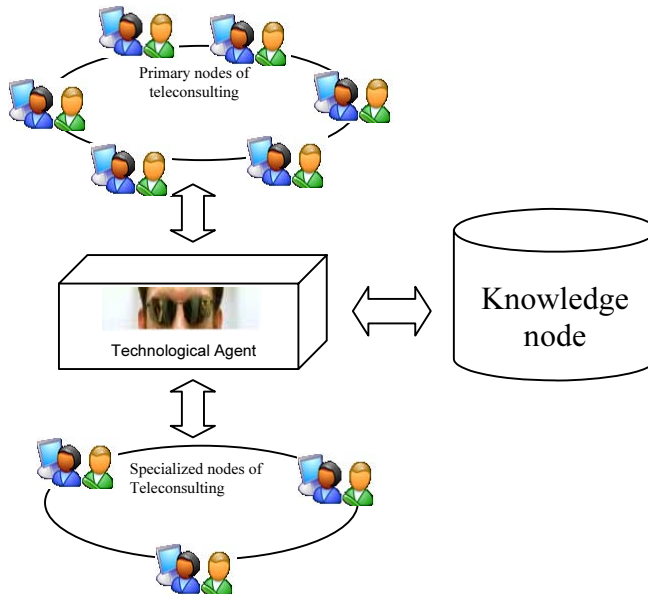 Primary nodes of
teleconsulting
Technological Agent
Knowledge
node
Specialized nodes of
Teleconsulting